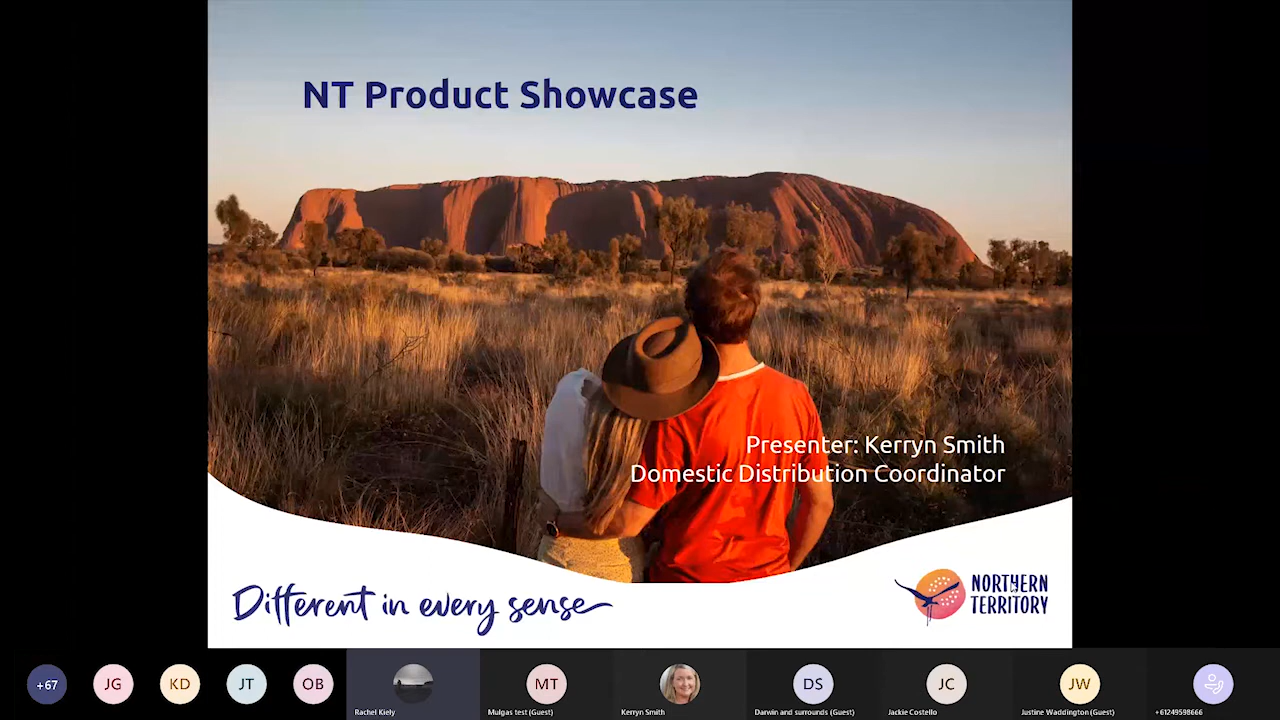 NT Product Showcase
Presenter: Kerryn Smith
Domestic Distribution Coordinator
Different in every sense
NORTHERN
TERRITORY
+67
JG
KD
JT
OB
Rachel Kiely
MT
Mulgas test (Guest)
Kerryn Smith
DS
Darwin and surrounds (Guest)
JC
Jackie Costello
JW
Justine Waddington (Guest)
+61249598666